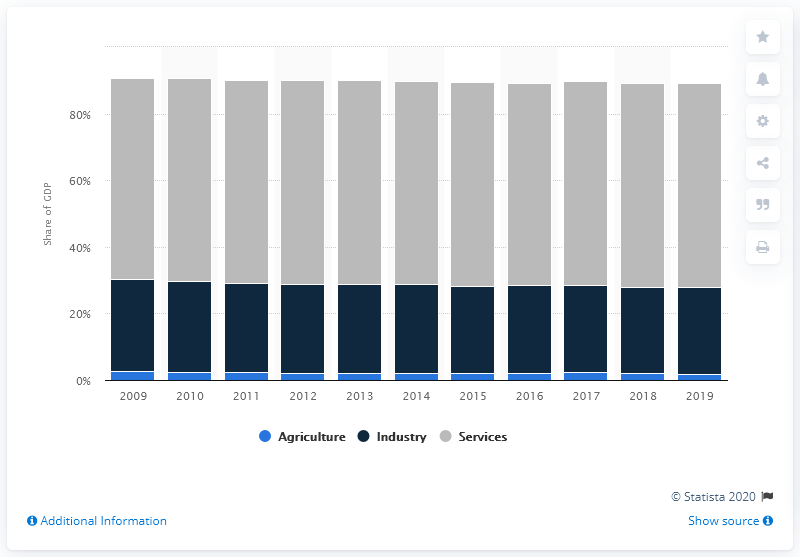 Share of GDP
80%
60%
40%
20%
0%
2009 2010 2011 2012 2013 2014 2015 2016 2017 2018 2019
Agriculture Industry Services
© Statista 2020
Additional Information Show source